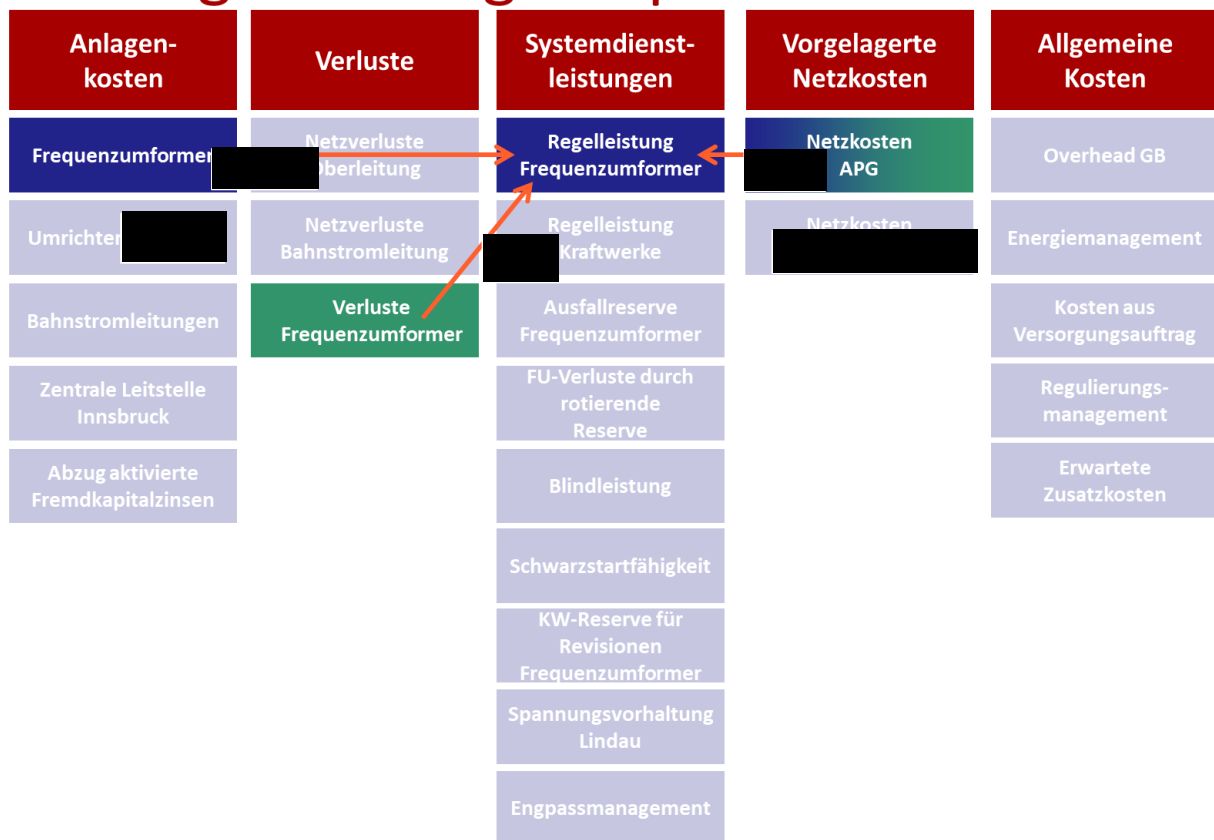 Anlagen-
kosten
Frequenzumformer
Umrichter
Bahnstromleitungen
Zentrale Leitstelle
Innsbruck
Abzug aktivierte
Fremdkapitalzinsen
Verluste
Netzverluste
Oberleitung
Netzverluste
Bahnstromleitung
Verluste
Frequenzumformer
Systemdienst-
leistungen
Regelleistung
Frequenzumformer
Regelleistung
Kraftwerke
Ausfallreserve
Frequenzumformer
FU-Verluste durch
rotierende
Reserve
Blindleistung
Schwarzstartfähigkeit
KW-Reserve für
Revisionen
Frequenzumformer
Spannungsvorhaltung
Lindau
Engpassmanagement
Vorgelagerte
Netzkosten
Netzkosten
APG
Netzkosten
Allgemeine
Kosten
Overhead GB
Energiemanagement
Kosten aus
Versorgungsauftrag
Regulierungs-
management
Erwartete
Zusatzkosten